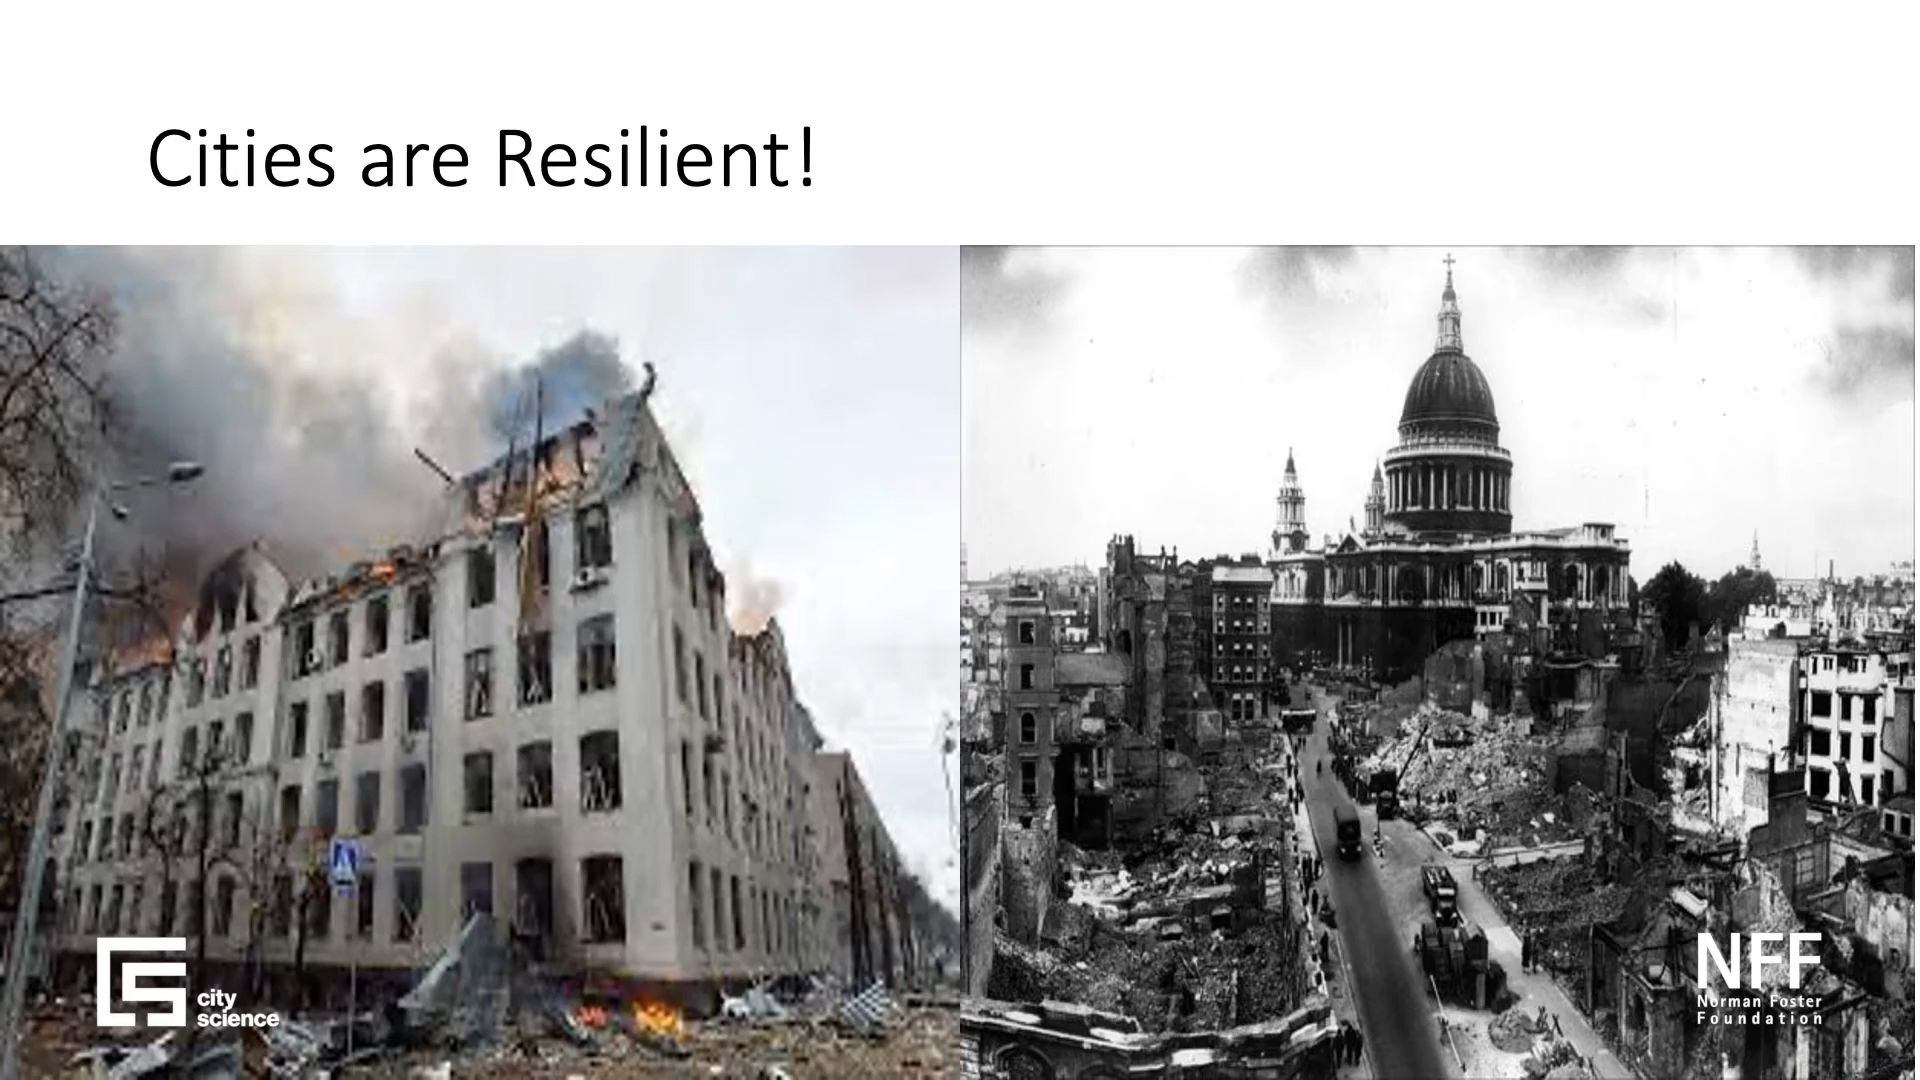 Cities are Resilient!
city
science
NFF
Norman Foster
Foundation